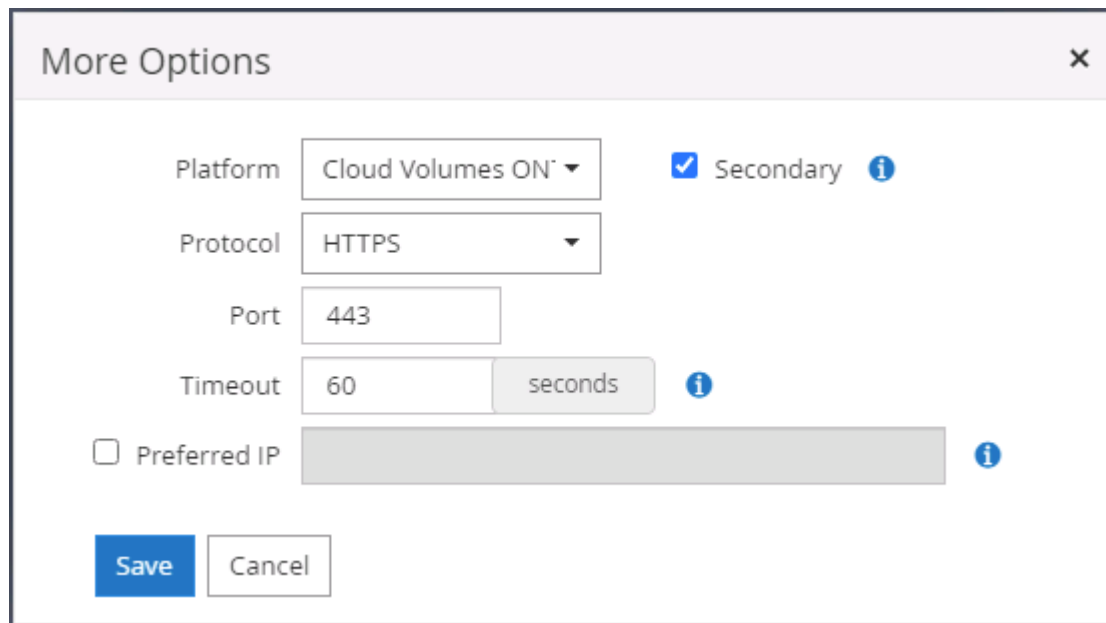 More Options ×
Platform Cloud Volumes ON Secondary
Protocol HTTPS
Port 443
Timeout 60 seconds
Preferred IP
Save Cancel